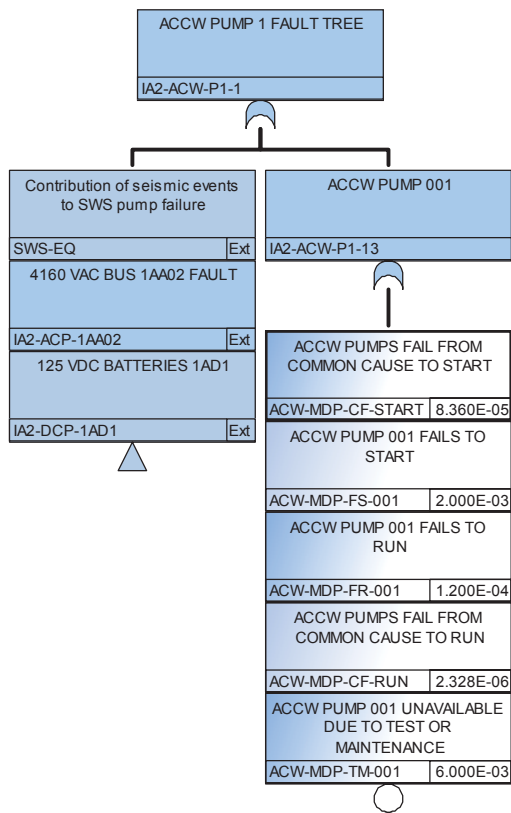 ACCW PUMP 1 FAULT TREE
IA2-ACW-P1-1
Contribution of seismic events
to SWS pump failure
SWS-EQ Ext
4160 VAC BUS 1AA02 FAULT
IA2-ACP-1AA02 Ext
125 VDC BATTERIES 1AD1
IA2-DCP-1AD1 Ext
ACCW PUMP 001
IA2-ACW-P1-13
ACCW PUMPS FAIL FROM
COMMON CAUSE TO START
ACW-MDP-CF-START 8.360E-05
ACCW PUMP 001 FAILS TO
START
ACW-MDP-FS-001 2.000E-03
ACCW PUMP 001 FAILS TO
RUN
ACW-MDP-FR-001 1.200E-04
ACCW PUMPS FAIL FROM
COMMON CAUSE TO RUN
ACW-MDP-CF-RUN 2.328E-06
ACCW PUMP 001 UNAVAILABLE
DUE TO TEST OR
MAINTENANCE
ACW-MDP-TM-001 6.000E-03